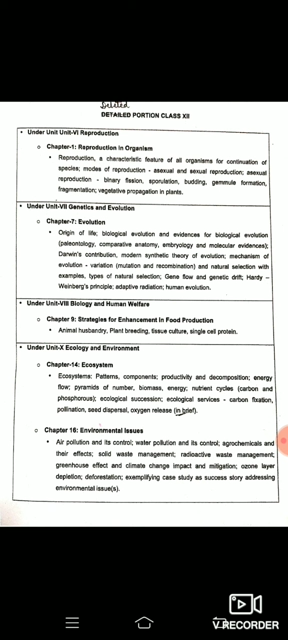 Deleted
DETAILED PORTION CLASS XII
• Under Unit Unit-VI Reproduction
o Chapter-1: Reproduction in Organism
• Reproduction, a characteristic feature of all organisms for continuation of
species; modes of reproduction - asexual and sexual reproduction; asexual
reproduction - binary fission, sporulation, budding, gemmule formation,
fragmentation; vegetative propagation in plants.
• Under Unit-VII Genetics and Evolution
o Chapter-7: Evolution
• Origin of life; biological evolution and evidences for biological evolution
(paleontology, comparative anatomy, embryology and molecular evidences);
Darwin's contribution, modern synthetic theory of evolution; mechanism of
evolution - variation (mutation and recombination) and natural selection with
examples, types of natural selection; Gene flow and genetic drift; Hardy -
Weinberg's principle; adaptive radiation; human evolution.
• Under Unit-VIII Biology and Human Welfare
o Chapter 9: Strategies for Enhancement in Food Production
• Animal husbandry, Plant breeding, tissue culture, single cell protein.
• Under Unit-X Ecology and Environment
o Chapter-14: Ecosystem
• Ecosystems: Patterns, components; productivity and decomposition; energy
flow; pyramids of number, biomass, energy; nutrient cycles (carbon and
phosphorous); ecological succession; ecological services - carbon fixation,
pollination, seed dispersal, oxygen release (in brief).
o Chapter 16: Environmental Issues
• Air pollution and its control; water pollution and its control; agrochemicals and
their effects; solid waste management; radioactive waste management;
greenhouse effect and climate change impact and mitigation; ozone layer
depletion; deforestation; exemplifying case study as success story addressing
environmental issue(s).
V RECORDER